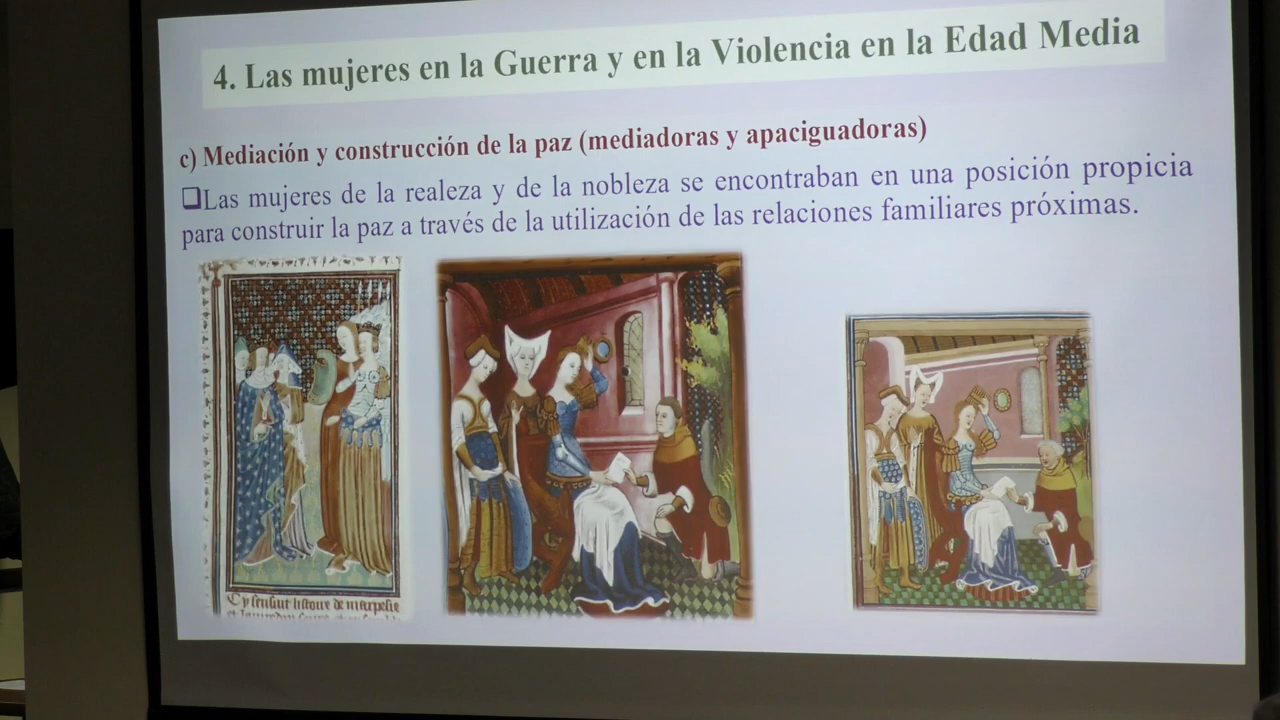 4. Las mujeres en la Guerra y en la Violencia en la Edad Media
c) Mediación y construcción de la paz (mediadoras y apaciguadoras)
❑Las mujeres de la realeza y de la nobleza se encontraban en una posición propicia
para construir la paz a través de la utilización de las relaciones familiares próximas.